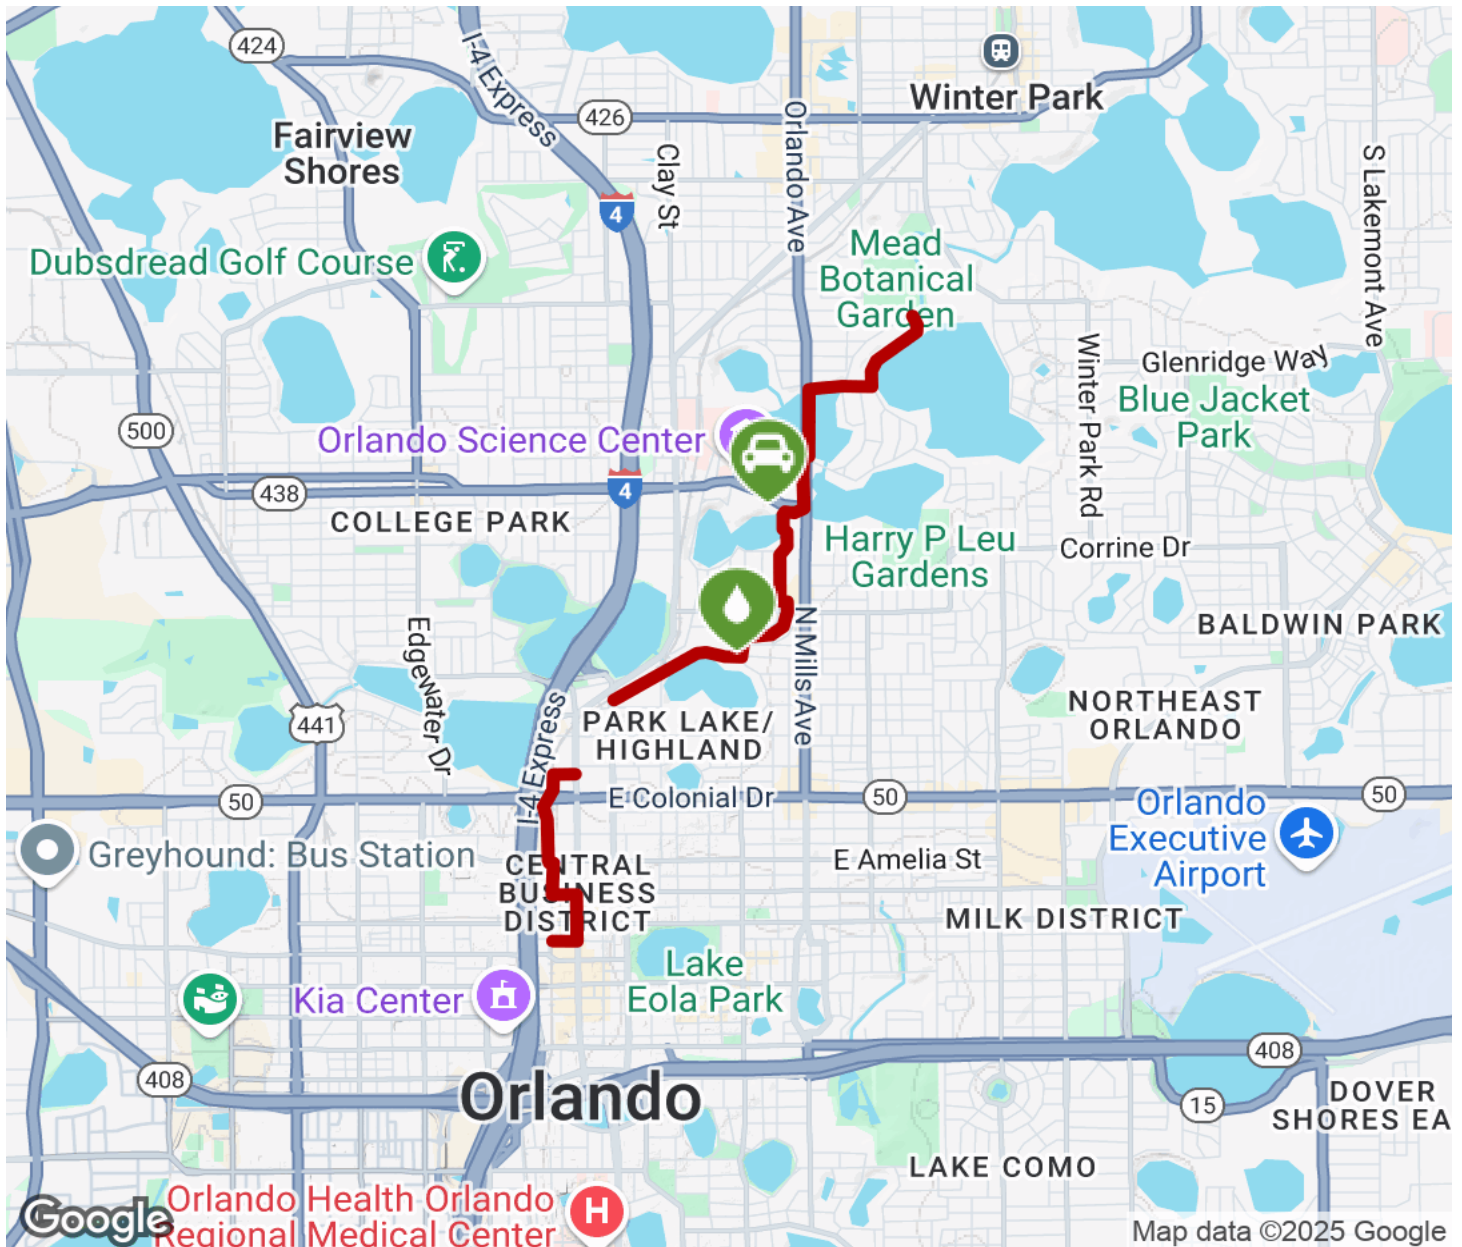 424
I-4 Express
426
Winter Park
Fairview
Shores
Clay St
Orlando Ave
S Lakemont Ave
4
Dubsdread Golf Course
Mead
Botanical
Garden
Winter Park Rd
Glenridge Way
Blue Jacket
Park
500
Orlando Science Center
438
4
COLLEGE PARK
Harry P Leu
Gardens
Corrine Dr
BALDWIN PARK
Edgewater Dr
N Mills Ave
441
I-4 Express
PARK LAKE/
HIGHLAND
NORTHEAST
ORLANDO
50
E Colonial Dr
50
50
Orlando
Executive
Airport
Greyhound: Bus Station
CENTRAL
BUSINESS
DISTRICT
E Amelia St
MILK DISTRICT
Lake
Eola Park
Kia Center
408
408
Orlando
15
DOVER
SHORES EA
LAKE COMO
Orlando Health Orlando
Regional Medical Center
H
Google
Map data ©2025 Google